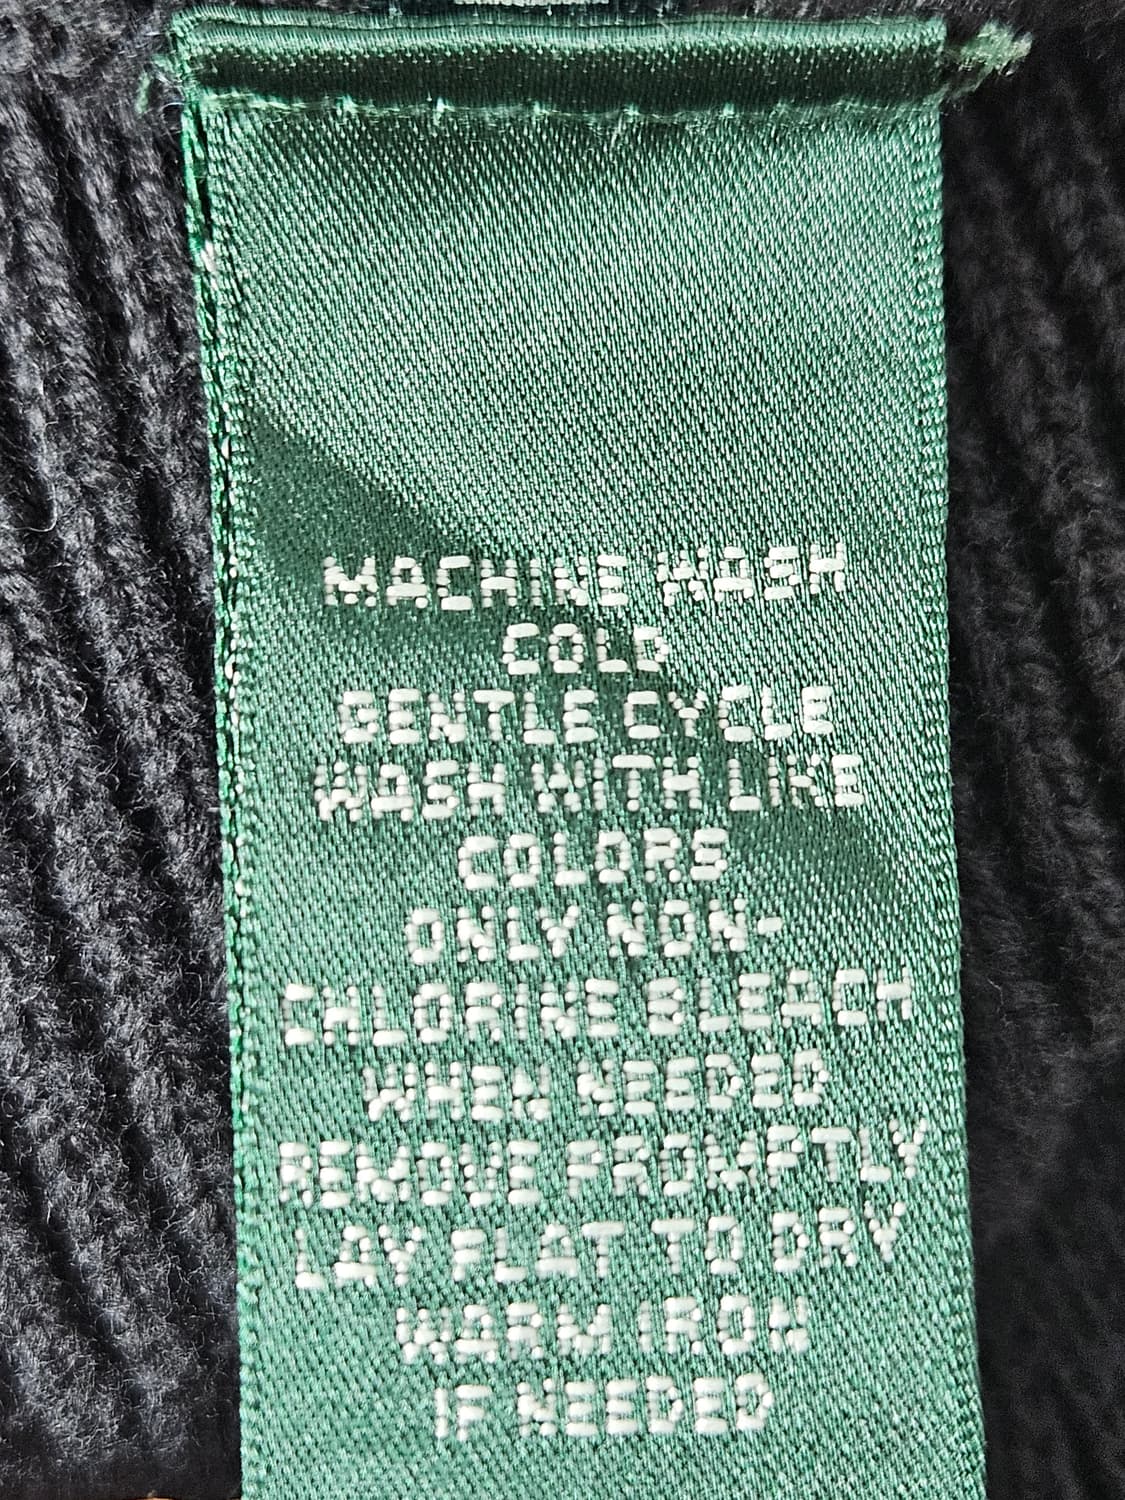 MACHINE WASH
COLD
GENTLE CYCLE
WASH WITH LIKE
COLORS
ONLY NON-
CHLORINE BLEACH
WHEN NEEDED
REMOVE PROMPTLY
LAY FLAT TO DRY
WARM IRON
IF NEEDED